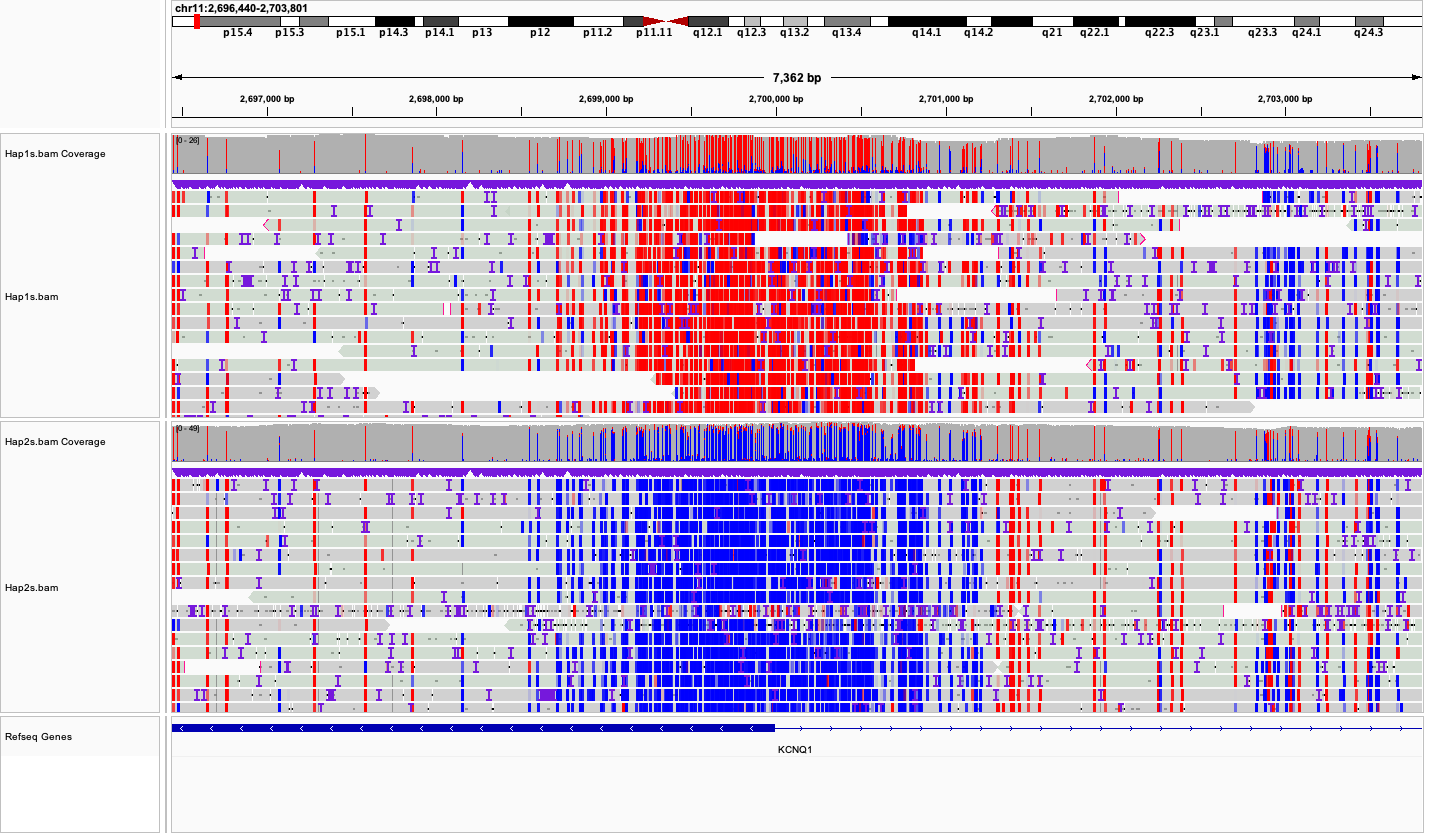 chr11:2,696,440-2,703,801
p15.4 p15.3 p15.1 p14.3 p14.1 p13 p12 p11.2 p11.11 q12.1 q12.3 q13.2 q13.4 q14.1 q14.2 q21 q22.1 q22.3 q23.1 q23.3 q24.1 q24.3
7,362 bp
2,697,000 bp 2,698,000 bp 2,699,000 bp 2,700,000 bp 2,701,000 bp 2,702,000 bp 2,703,000 bp
[0 - 26]
Hap1s.bam Coverage
Hap1s.bam
[0 - 49]
Hap2s.bam Coverage
Hap2s.bam
Refseq Genes
KCNQ1